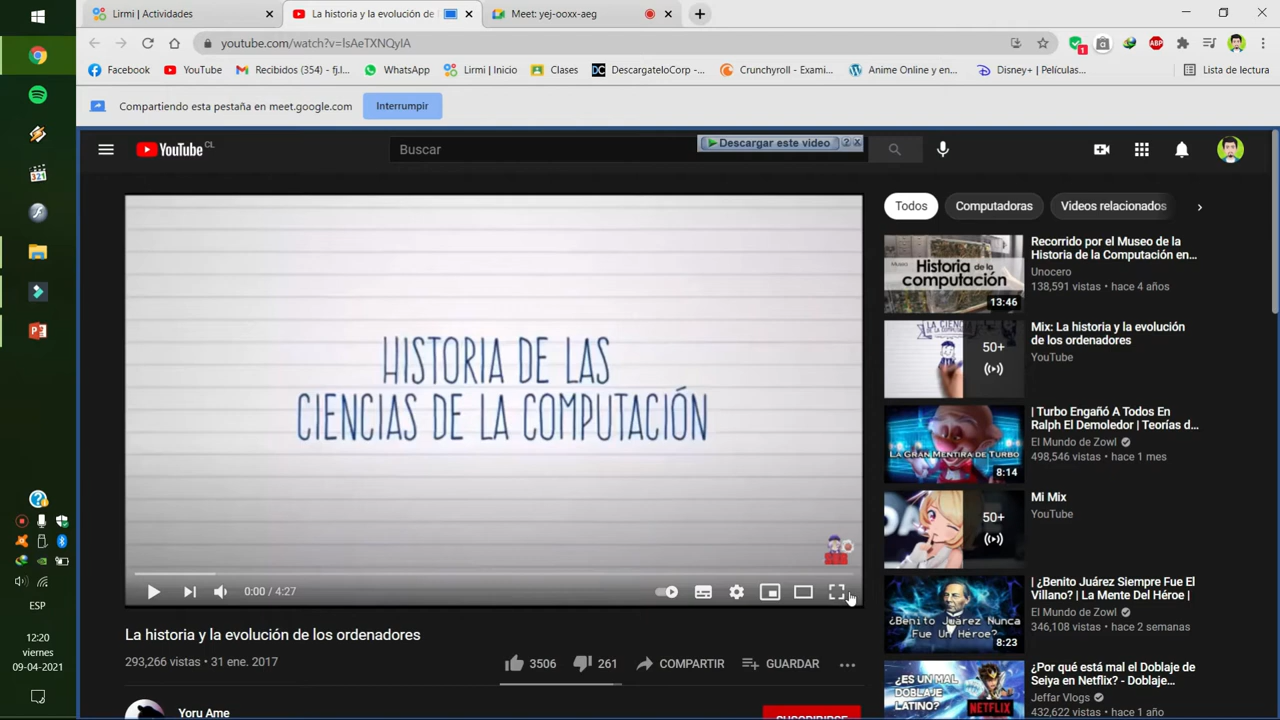 Lirmi | Actividades
La historia y la evolución de
Meet: yej-ooxx-aeg
youtube.com/watch?v=IsAeTXNQyIA
1
ABP
Facebook
YouTube
Recibidos (354) - fj.l...
WhatsApp
Lirmi | Inicio
Clases
DC
DescargateloCorp -...
Crunchyroll - Exami...
Anime Online y en...
Disney+ | Películas...
Lista de lectura
Compartiendo esta pestaña en meet.google.com
Interrumpir
YouTube CL
Buscar
Descargar este video
? X
Todos
Computadoras
Videos relacionados
HISTORIA DE LAS
CIENCIAS DE LA COMPUTACIÓN
0:00 / 4:27
La historia y la evolución de los ordenadores
293,266 vistas • 31 ene. 2017
3506
261
COMPARTIR
GUARDAR
Yoru Ame
SUSCRIBIRSE
Museo
Historia de la
computación
13:46
Recorrido por el Museo de la
Historia de la Computación en...
Unocero
138,591 vistas • hace 4 años
LA CIENCIA
50+
Mix: La historia y la evolución
de los ordenadores
YouTube
LA GRAN MENTIRA DE TURBO
8:14
| Turbo Engañó A Todos En
Ralph El Demoledor | Teorías d...
El Mundo de Zowl
498,546 vistas • hace 1 mes
50+
Mi Mix
YouTube
¿Benito Juárez Nunca
Fue Un Héroe?
8:23
| ¿Benito Juárez Siempre Fue El
Villano? | La Mente Del Héroe |
El Mundo de Zowl
346,108 vistas • hace 2 semanas
¿ES UN MAL
DOBLAJE
LATINO?
NETFLIX
¿Por qué está mal el Doblaje de
Seiya en Netflix? - Doblaje...
Jeffar Vlogs
432,622 vistas • hace 1 año
321
ESP
12:20
viernes
09-04-2021